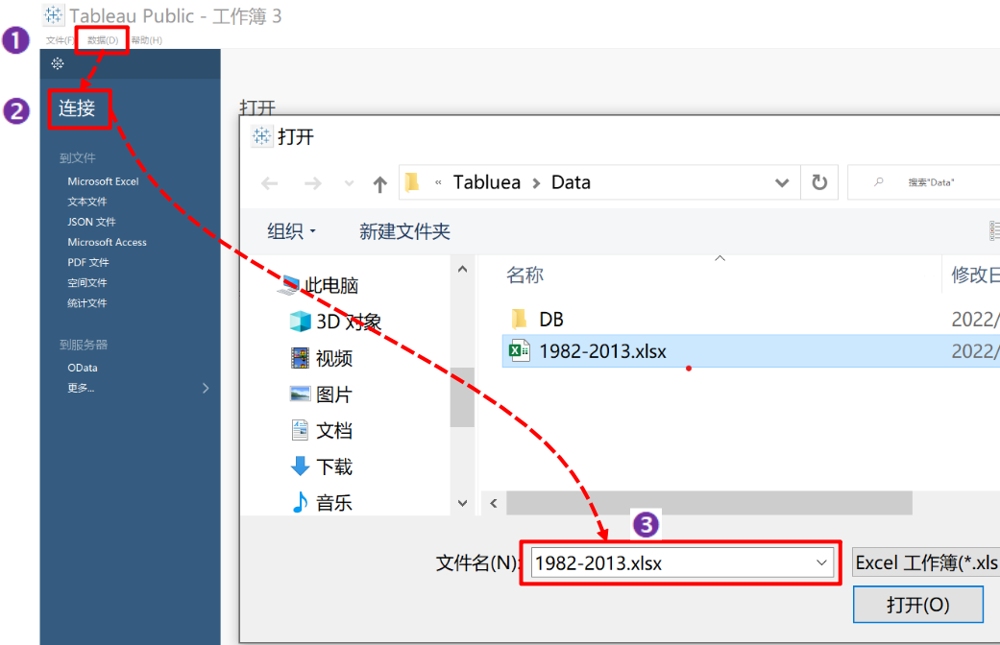 Tableau Public - 工作簿 3
1
文件(F)
数据(D)
帮助(H)
2
连接
到文件
Microsoft Excel
文本文件
JSON 文件
Microsoft Access
PDF 文件
空间文件
统计文件
到服务器
OData
更多...
打开
打开
« Tabluea > Data
搜索"Data"
组织
新建文件夹
此电脑
3D 对象
视频
图片
文档
下载
音乐
名称
修改日
DB
2022/
1982-2013.xlsx
2022/
3
文件名(N):
1982-2013.xlsx
Excel 工作簿(*.xls
打开(O)